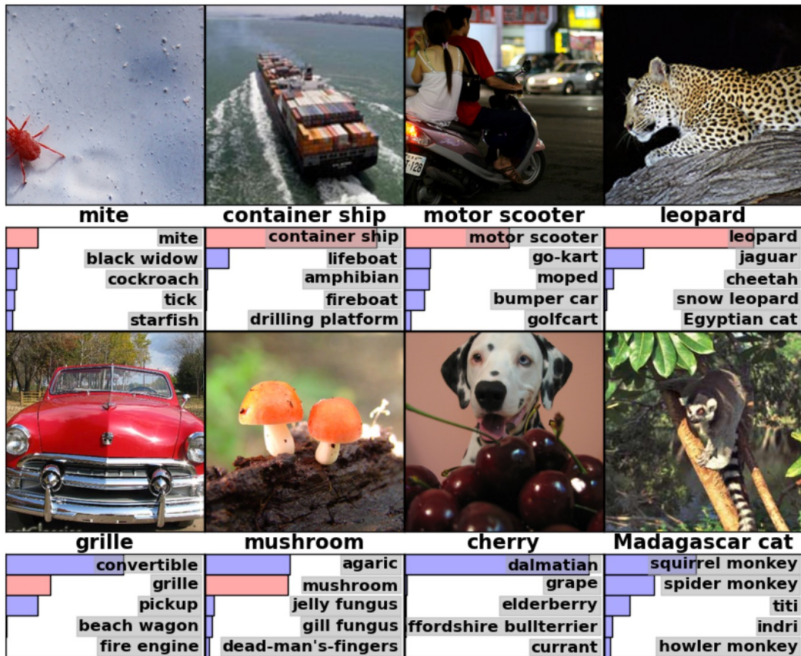 mite
container ship
motor scooter
leopard
mite
black widow
cockroach
tick
starfish
container ship
lifeboat
amphibian
fireboat
drilling platform
motor scooter
go-kart
moped
bumper car
golfcart
leopard
jaguar
cheetah
snow leopard
Egyptian cat
grille
mushroom
cherry
Madagascar cat
convertible
grille
pickup
beach wagon
fire engine
agaric
mushroom
jelly fungus
gill fungus
dead-man's-fingers
dalmatian
grape
elderberry
ffordshire bullterrier
currant
squirrel monkey
spider monkey
titi
indri
howler monkey